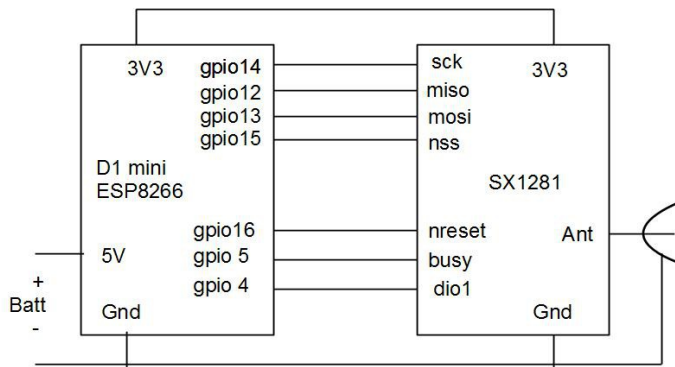 3V3
gpio14
gpio12
gpio13
gpio15
D1 mini
ESP8266
gpio16
gpio 5
gpio 4
5V
Gnd
+
Batt
-
sck
3V3
miso
mosi
nss
SX1281
nreset
Ant
busy
dio1
Gnd